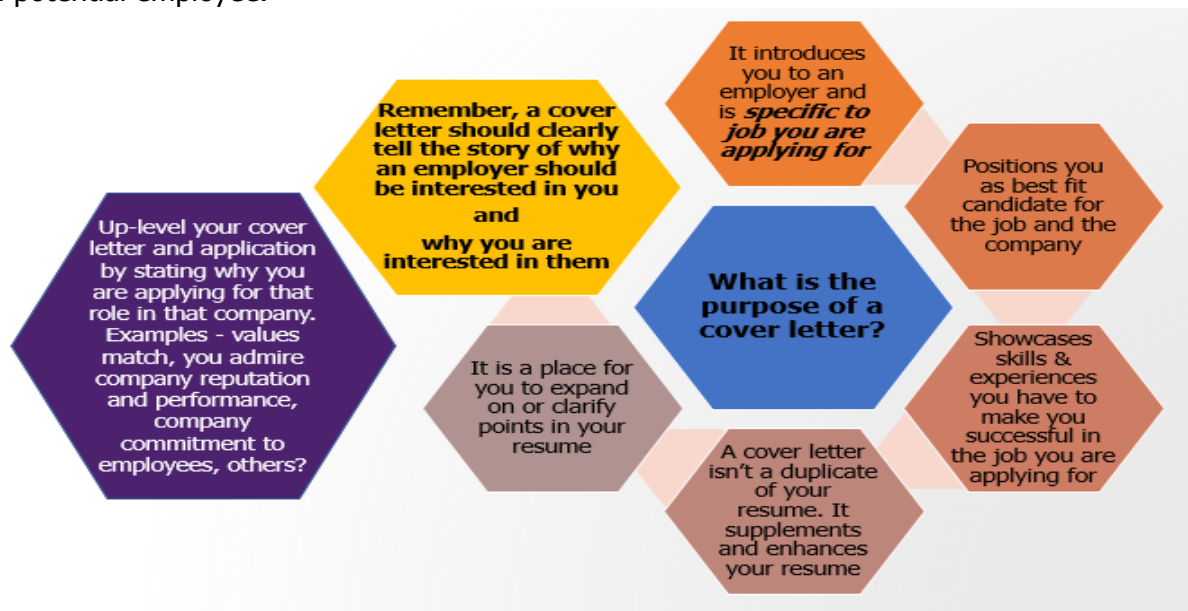 potential employee.
It introduces
you to an
employer and
is specific to
job you are
applying for
Remember, a cover
letter should clearly
tell the story of why
an employer should
be interested in you
and
why you are
interested in them
Positions you
as best fit
candidate for
the job and the
company
Up-level your cover
letter and application
by stating why you
are applying for that
role in that company.
Examples - values
match, you admire
company reputation
and performance,
company
commitment to
employees, others?
What is the
purpose of a
cover letter?
Showcases
skills &
experiences
you have to
make you
successful in
the job you are
applying for
It is a place for
you to expand
on or clarify
points in your
resume
A cover letter
isn't a duplicate
of your
resume. It
supplements
and enhances
your resume